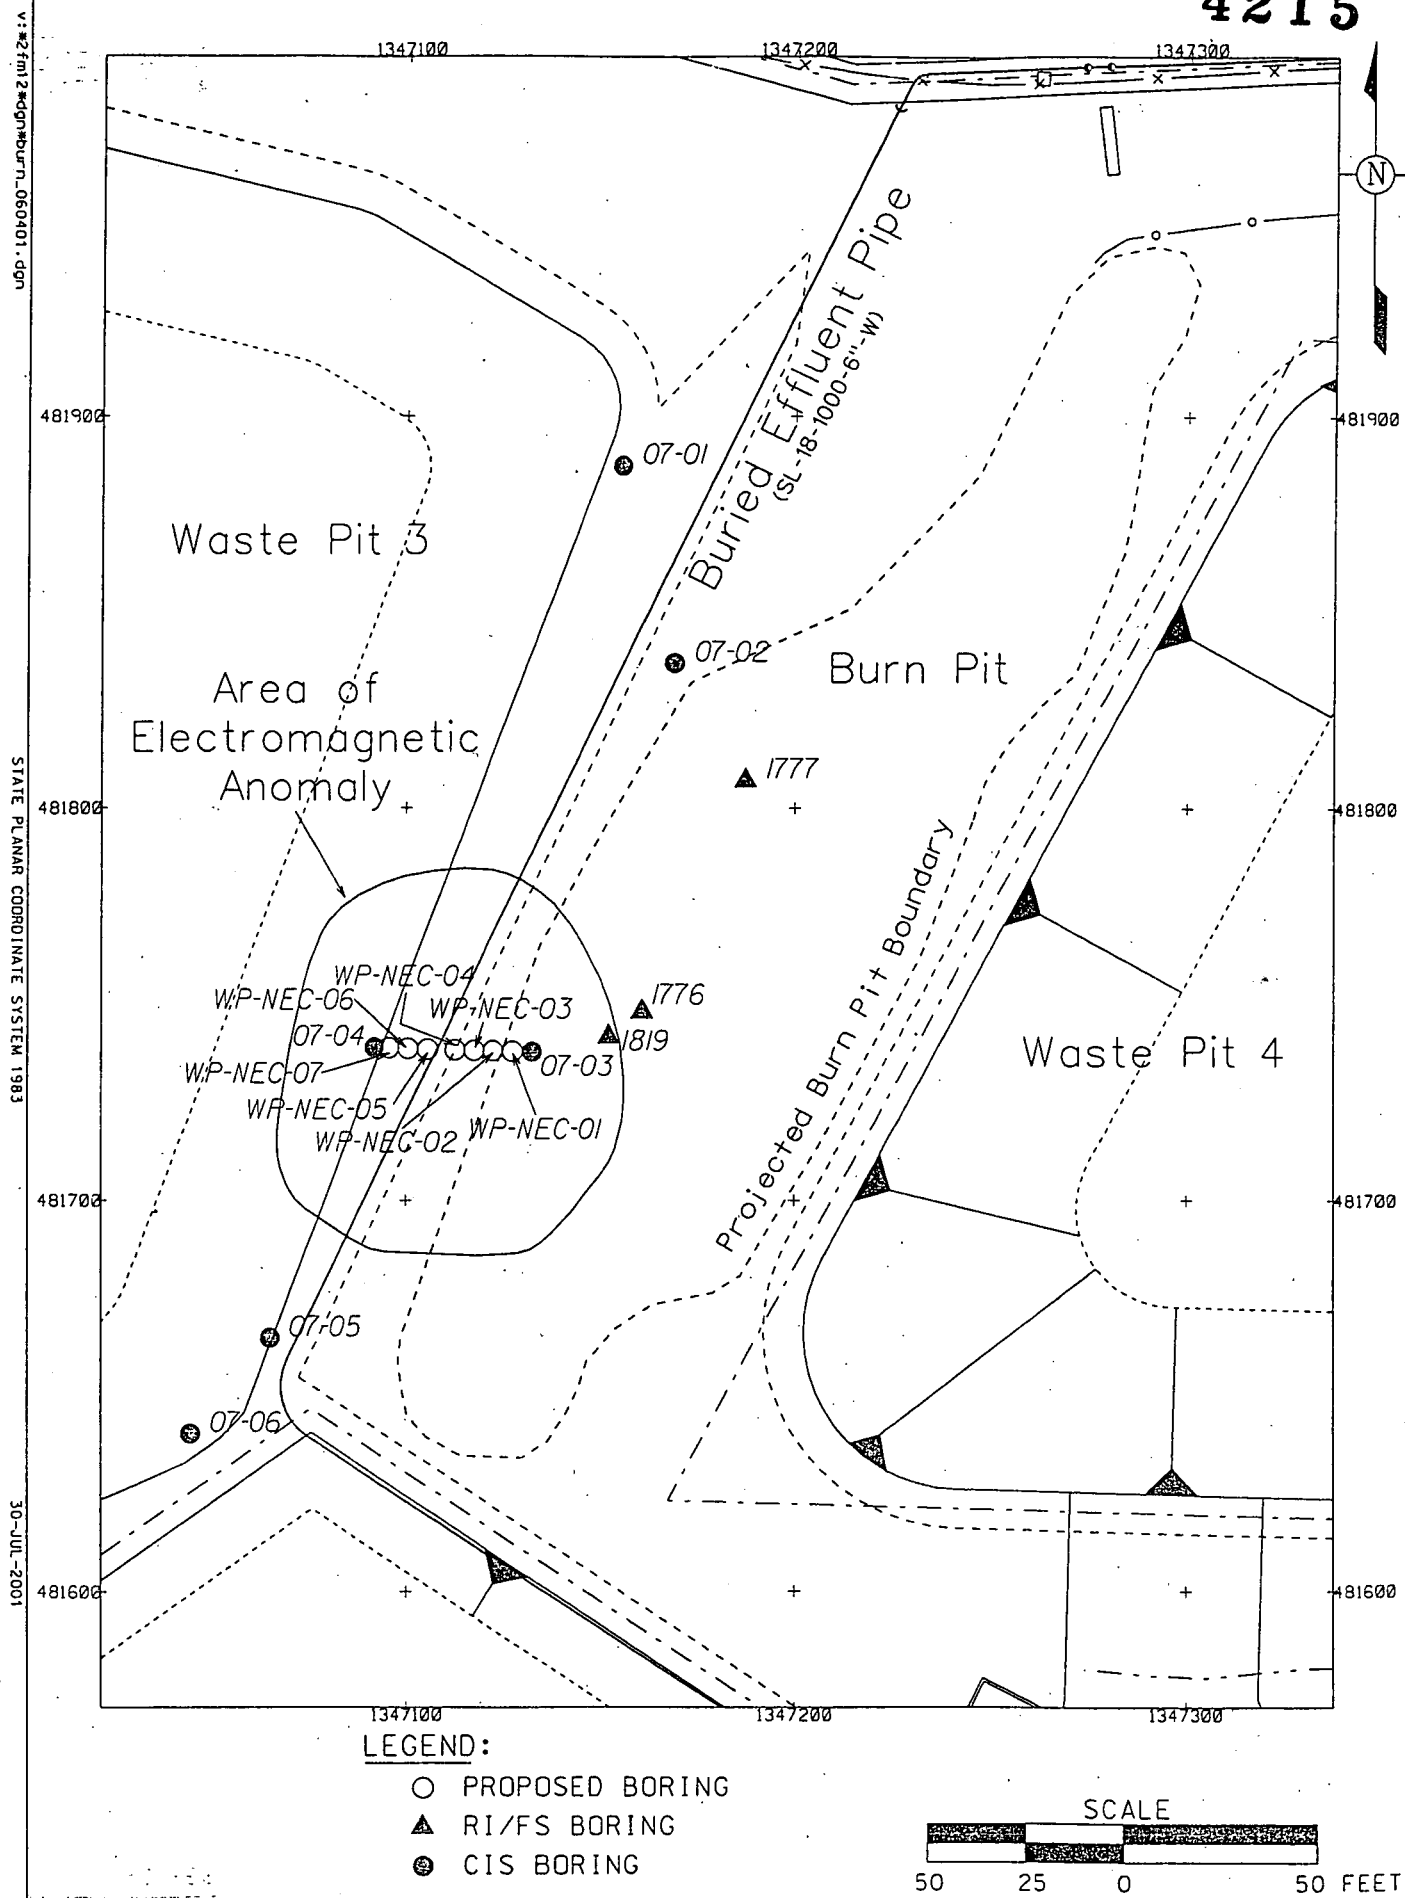 4215
1347100
1347200
1347300
N
v:*2fm12*dgn*burn_060401.dgn
STATE PLANAR COORDINATE SYSTEM 1983
30-JUL-2001
Buried Effluent Pipe
(SL-18-1000-6"-W)
481900
481900
07-01
Waste Pit 3
07-02
Burn Pit
Area of
Electromagnetic
Anomaly
1777
481800
481800
Projected Burn Pit Boundary
WP-NEC-04
WP-NEC-06
WP-NEC-03
1776
07-04
1819
WP-NEC-07
07-03
Waste Pit 4
WP-NEC-05
WP-NEC-02
WP-NEC-01
481700
481700
07-05
07-06
481600
481600
1347100
1347200
1347300
LEGEND:
PROPOSED BORING
RI/FS BORING
CIS BORING
SCALE
50 25 0 50 FEET